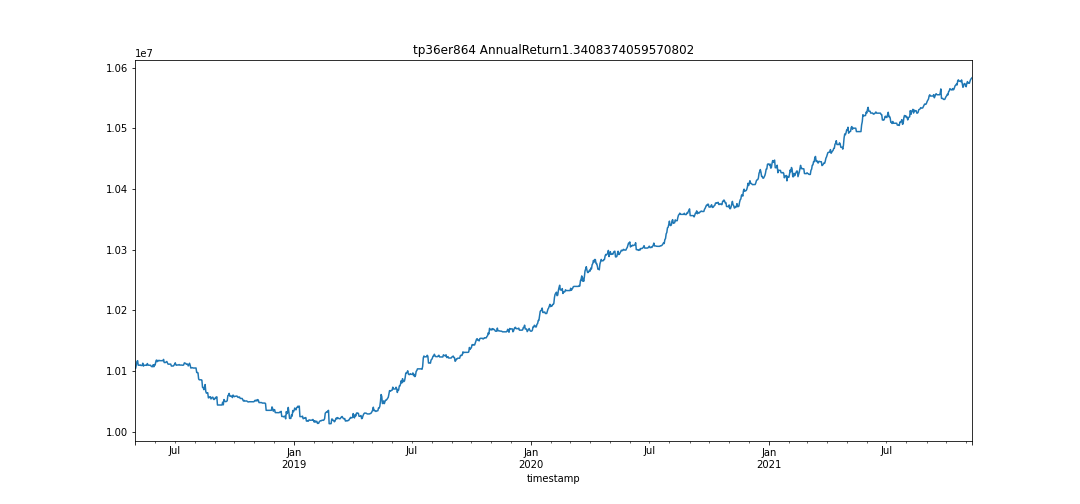 tp36er864 AnnualReturn1.3408374059570802
1e7
1.06
1.05
1.04
1.03
1.02
1.01
1.00
Jul Jan Jul Jan Jul Jan Jul
2019 2020 2021
timestamp